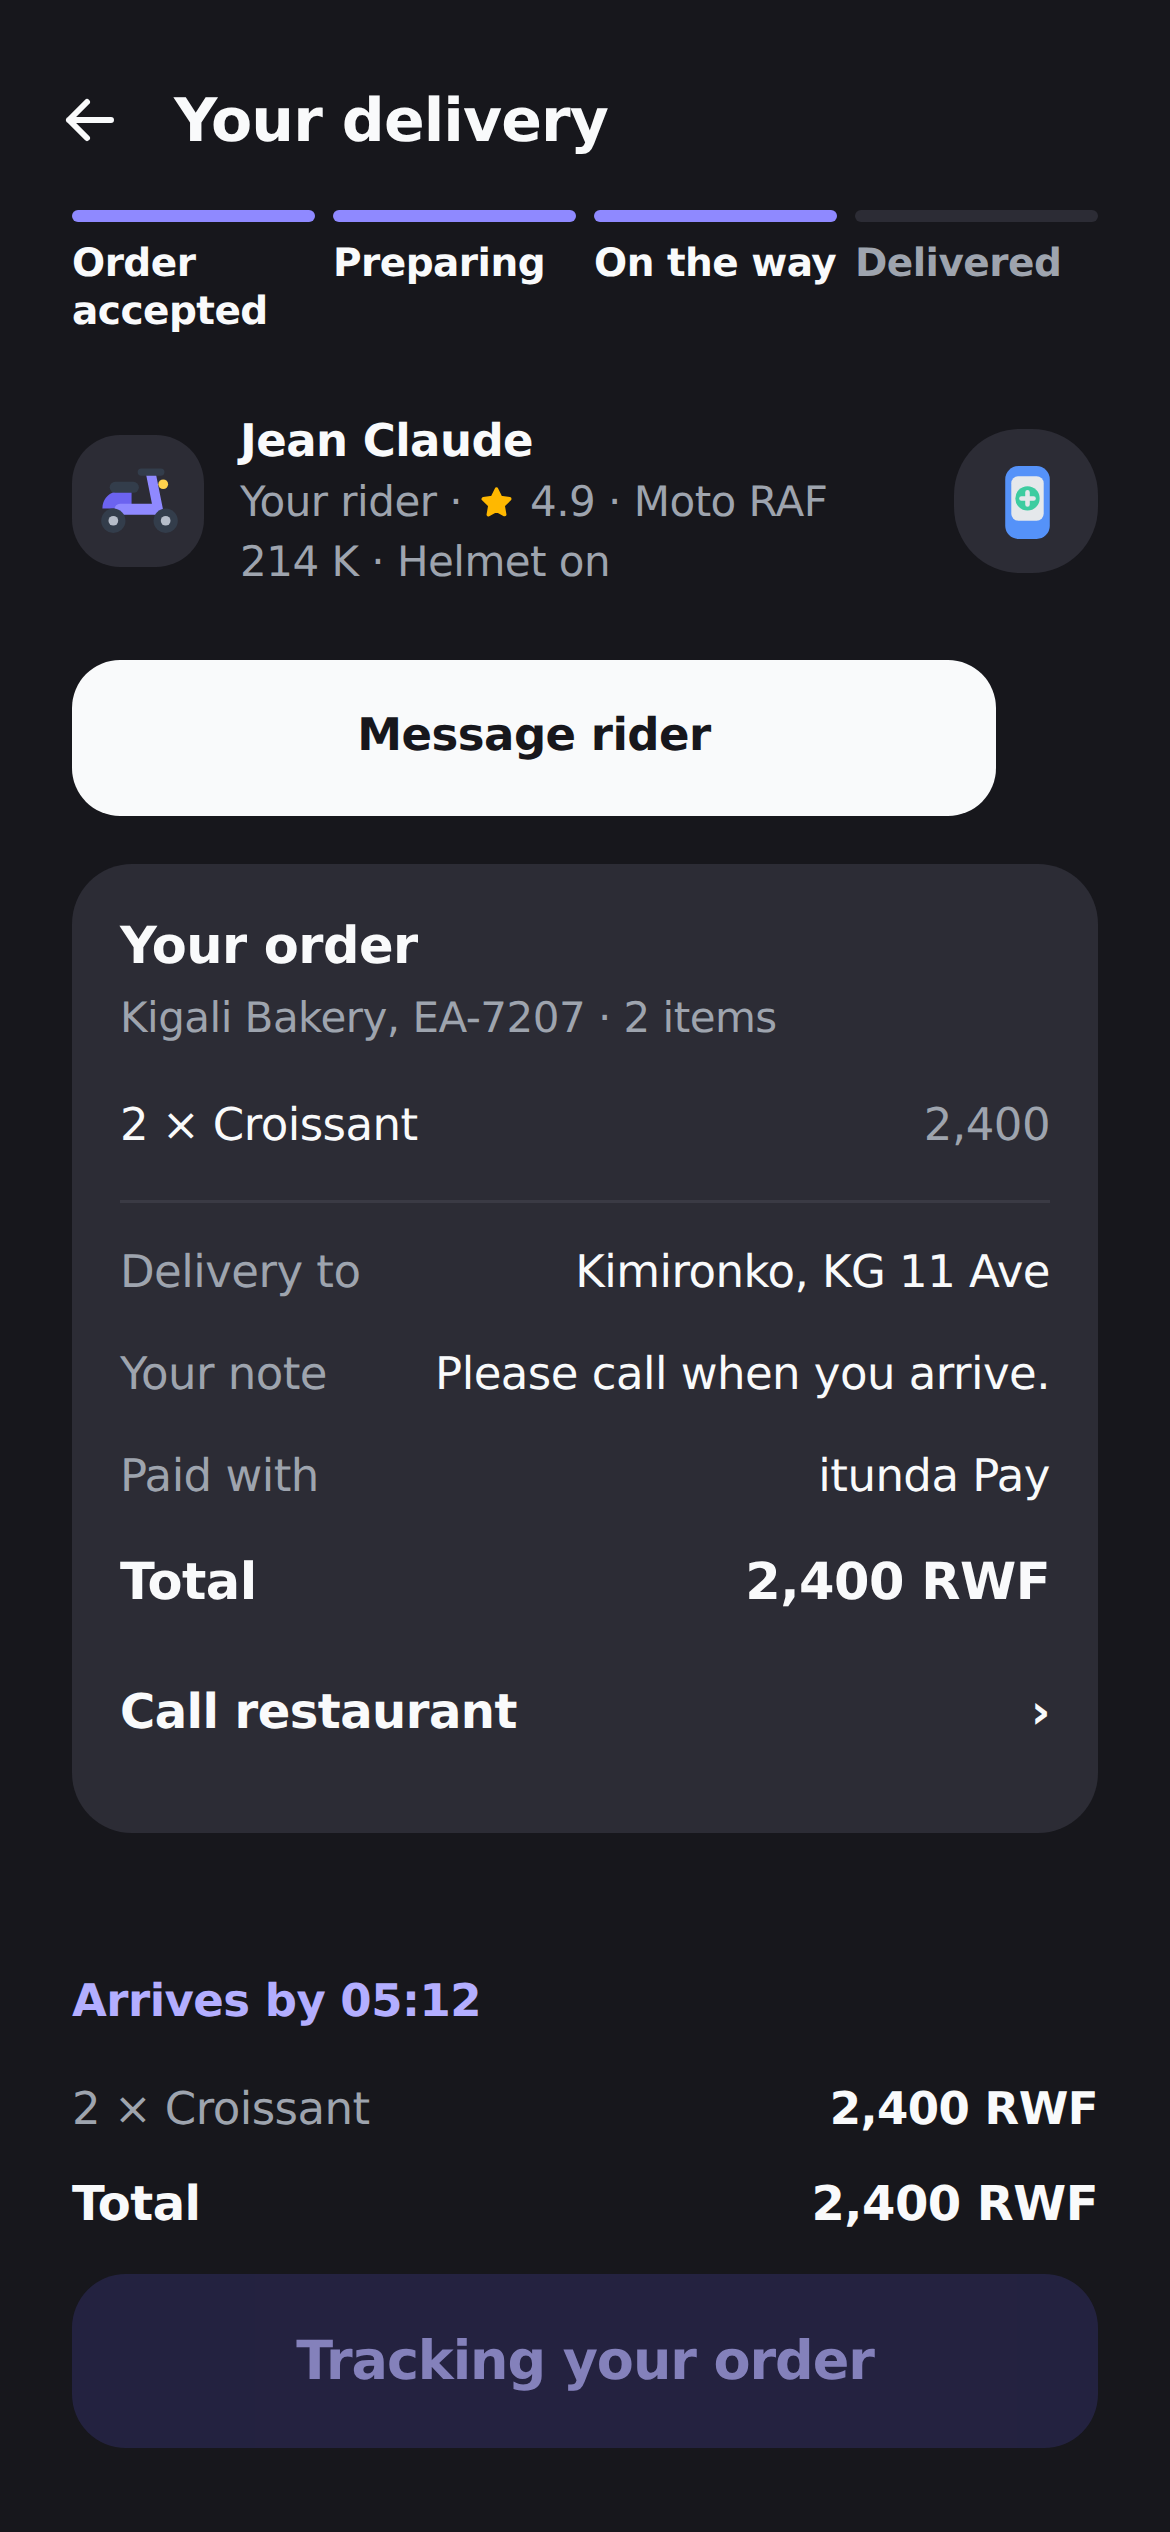 Your delivery
Order accepted
Preparing
On the way
Delivered
Jean Claude
Your rider · ⭐ 4.9 · Moto RAF
214 K · Helmet on
Message rider
Your order
Kigali Bakery, EA-7207 · 2 items
2 × Croissant 2,400
Delivery to Kimironko, KG 11 Ave
Your note Please call when you arrive.
Paid with itunda Pay
Total 2,400 RWF
Call restaurant ›
Arrives by 05:12
2 × Croissant 2,400 RWF
Total 2,400 RWF
Tracking your order